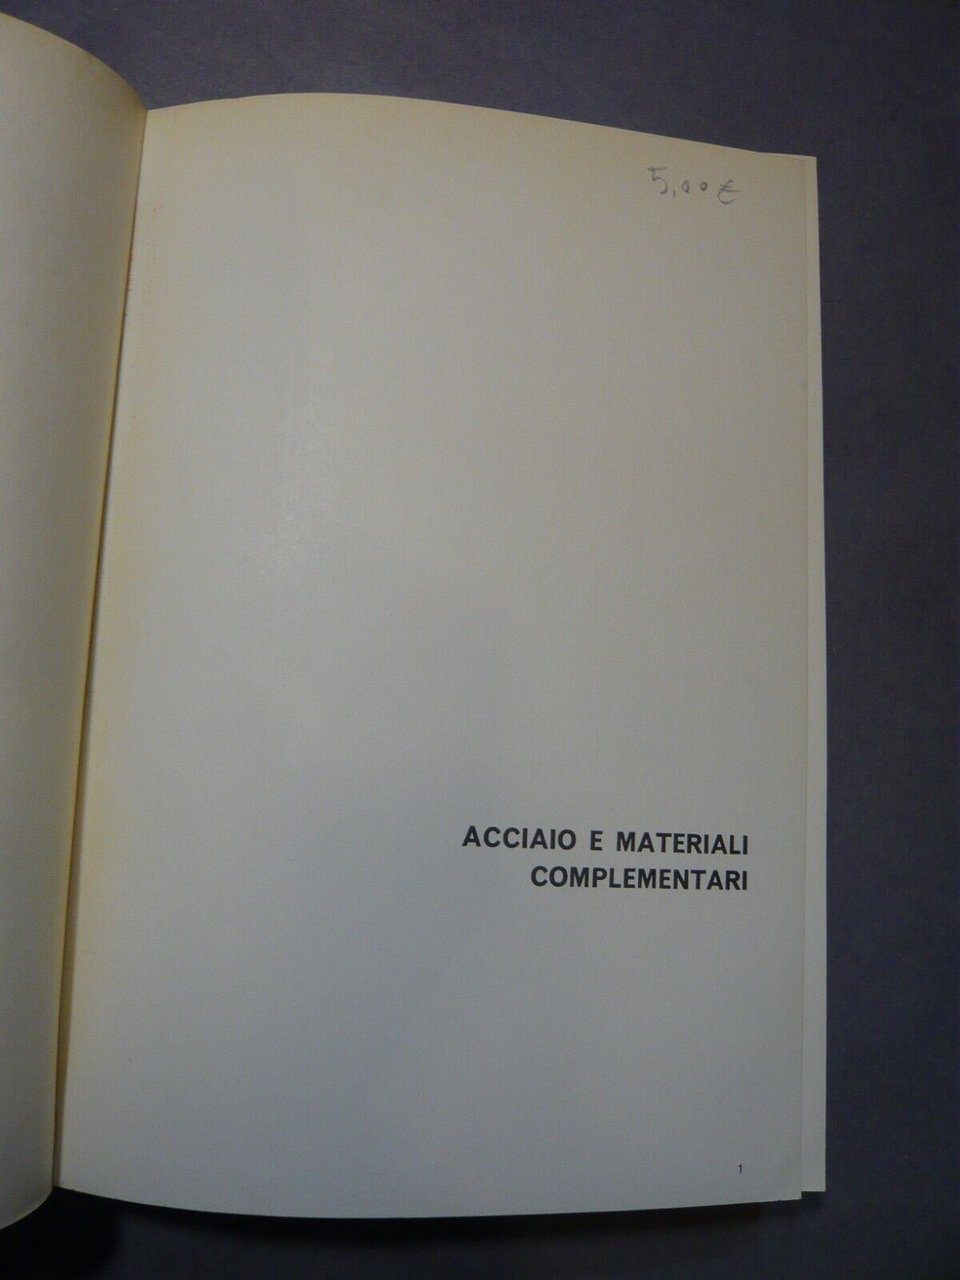 5,00€
ACCIAIO E MATERIALI
COMPLEMENTARI
1